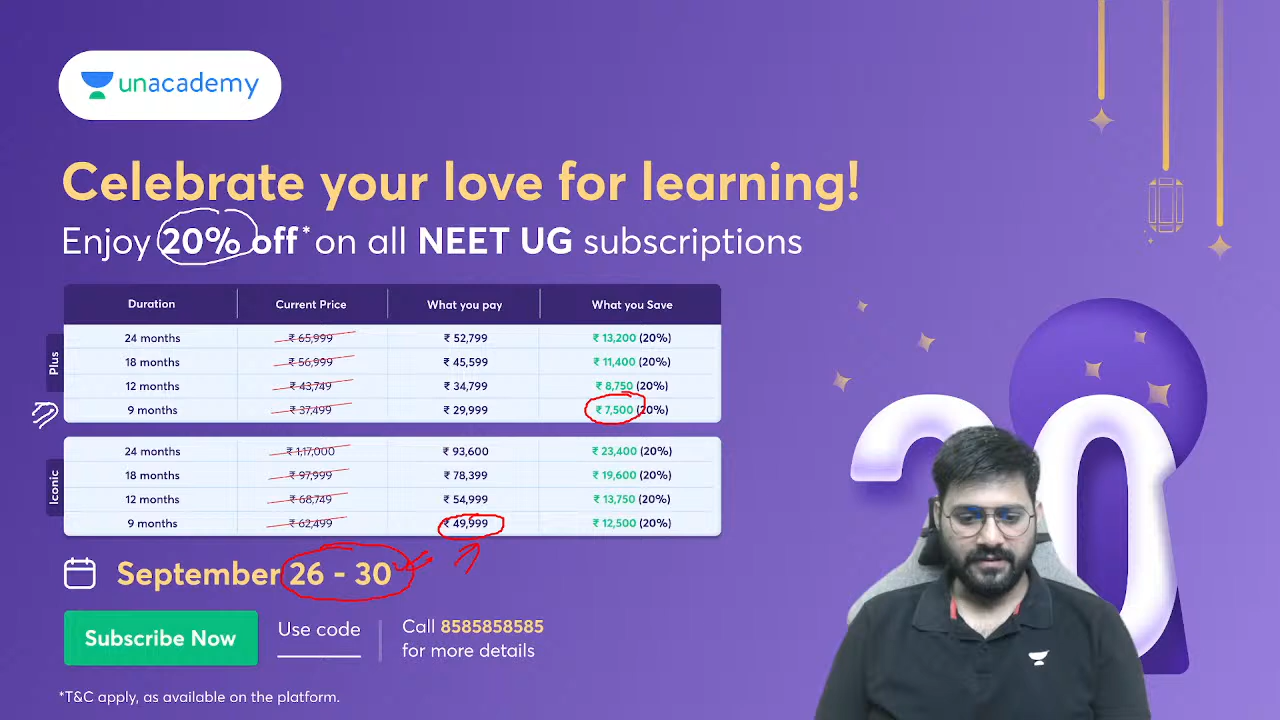 unacademy
Celebrate your love for learning!
Enjoy 20% off* on all NEET UG subscriptions
Duration Current Price What you pay What you Save
Plus
24 months ₹ 65,999 ₹ 52,799 ₹ 13,200 (20%)
18 months ₹ 56,999 ₹ 45,599 ₹ 11,400 (20%)
12 months ₹ 43,749 ₹ 34,799 ₹ 8,750 (20%)
9 months ₹ 37,499 ₹ 29,999 ₹ 7,500 (20%)
Iconic
24 months ₹ 1,17,000 ₹ 93,600 ₹ 23,400 (20%)
18 months ₹ 97,999 ₹ 78,399 ₹ 19,600 (20%)
12 months ₹ 68,749 ₹ 54,999 ₹ 13,750 (20%)
9 months ₹ 62,499 ₹ 49,999 ₹ 12,500 (20%)
September 26 - 30
Subscribe Now
Use code
Call 8585858585
for more details
*T&C apply, as available on the platform.
20